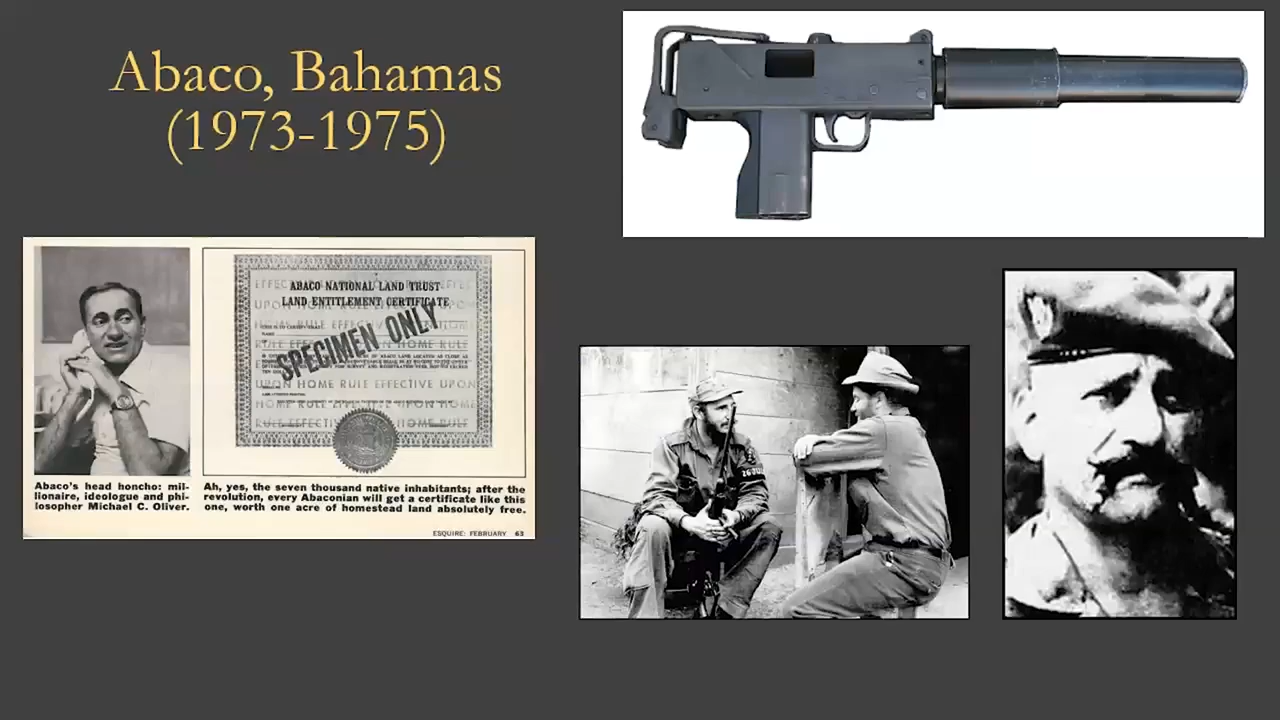 Abaco, Bahamas
(1973-1975)
ABACO NATIONAL LAND TRUST
LAND ENTITLEMENT CERTIFICATE
SPECIMEN ONLY
UPON HOME RULE EFFECTIVE UPON
Abaco's head honcho: mil-
lionaire, ideologue and phi-
losopher Michael C. Oliver.
Ah, yes, the seven thousand native inhabitants; after the
revolution, every Abaconian will get a certificate like this
one, worth one acre of homestead land absolutely free.
ESQUIRE: FEBRUARY 63